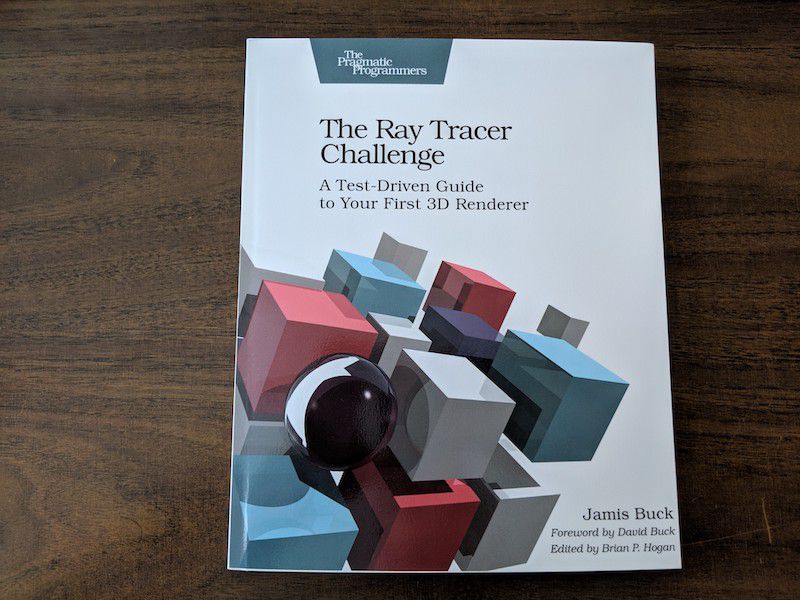 The
Pragmatic
Programmers
The Ray Tracer
Challenge
A Test-Driven Guide
to Your First 3D Renderer
Jamis Buck
Foreword by David Buck
Edited by Brian P. Hogan